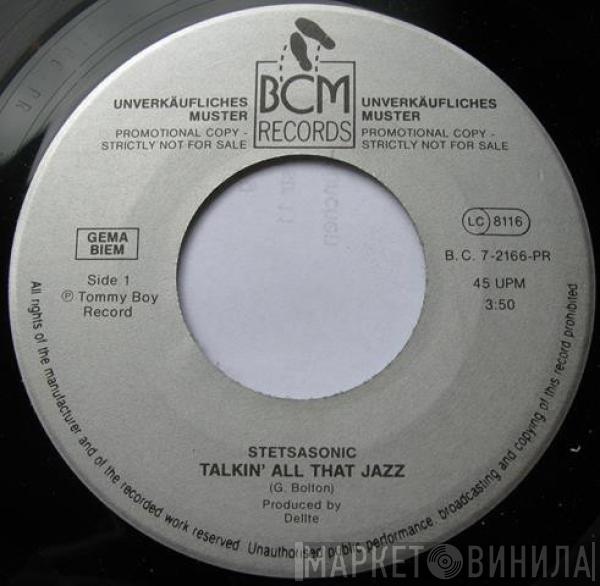 BCM
RECORDS
UNVERKÄUFLICHES
MUSTER
PROMOTIONAL COPY -
STRICTLY NOT FOR SALE
UNVERKÄUFLICHES
MUSTER
PROMOTIONAL COPY -
STRICTLY NOT FOR SALE
GEMA
BIEM
Side 1
℗ Tommy Boy
Record
LC 8116
B. C. 7-2166-PR
45 UPM
3:50
STETSASONIC
TALKIN' ALL THAT JAZZ
(G. Bolton)
Produced by
Dellte
All rights of the manufacturer and of the recorded work reserved. Unauthorised public performance, broadcasting and copying of this record prohibited
МАРКЕТ ВИНИЛА